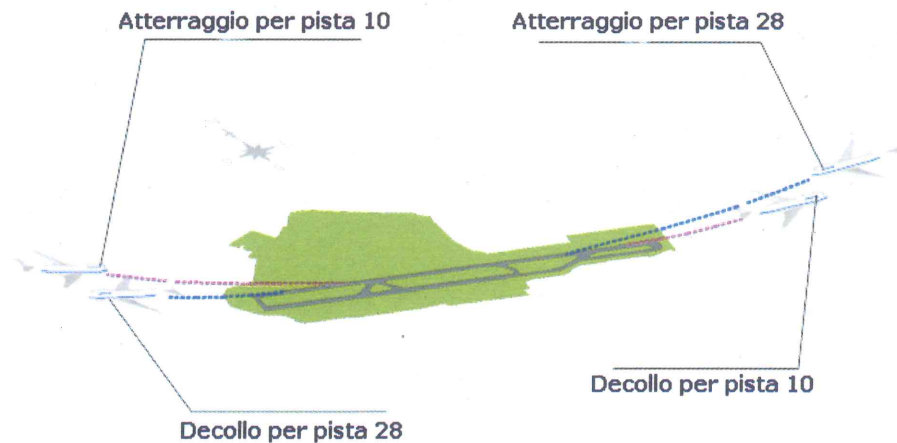 Atterraggio per pista 10
Atterraggio per pista 28
Decollo per pista 10
Decollo per pista 28